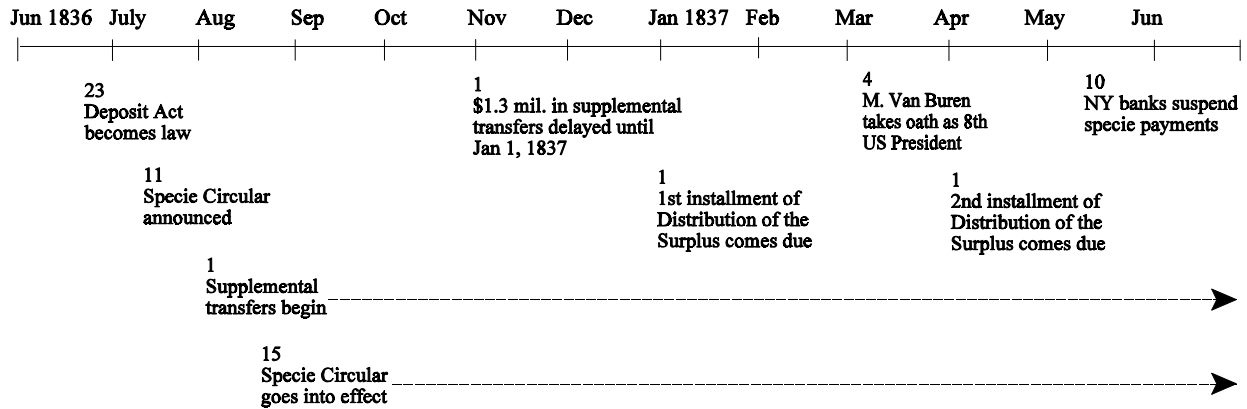 Jun 1836 July Aug Sep Oct Nov Dec Jan 1837 Feb Mar Apr May Jun
23
Deposit Act
becomes law
1
$1.3 mil. in supplemental
transfers delayed until
Jan 1, 1837
4
M. Van Buren
takes oath as 8th
US President
10
NY banks suspend
specie payments
11
Specie Circular
announced
1
1st installment of
Distribution of the
Surplus comes due
1
2nd installment of
Distribution of the
Surplus comes due
1
Supplemental
transfers begin
15
Specie Circular
goes into effect